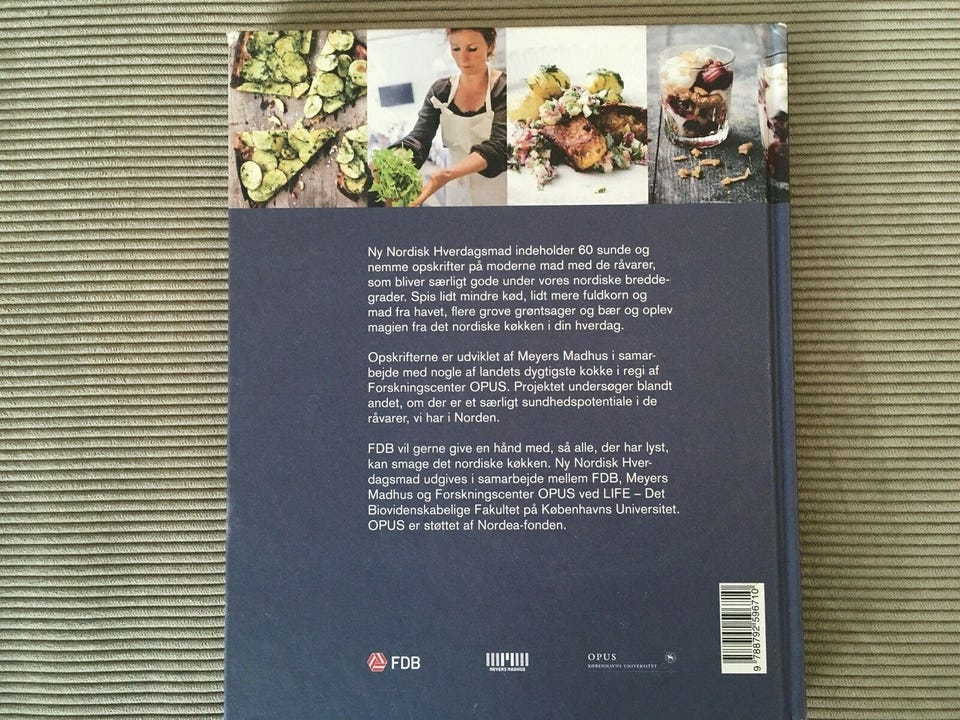 Ny Nordisk Hverdagsmad indeholder 60 sunde og
nemme opskrifter på moderne mad med de råvarer,
som bliver særligt gode under vores nordiske bredde-
grader. Spis lidt mindre kød, lidt mere fuldkorn og
mad fra havet, flere grove grøntsager og bær og oplev
magien fra det nordiske køkken i din hverdag.
Opskrifterne er udviklet af Meyers Madhus i samar-
bejde med nogle af landets dygtigste kokke i regi af
Forskningscenter OPUS. Projektet undersøger blandt
andet, om der er et særligt sundhedspotentiale i de
råvarer, vi har i Norden.
FDB vil gerne give en hånd med, så alle, der har lyst,
kan smage det nordiske køkken. Ny Nordisk Hver-
dagsmad udgives i samarbejde mellem FDB, Meyers
Madhus og Forskningscenter OPUS ved LIFE – Det
Biovidenskabelige Fakultet på Københavns Universitet.
OPUS er støttet af Nordea-fonden.
FDB
MEYERS MADHUS
OPUS
KØBENHAVNS UNIVERSITET
9 788792 596710